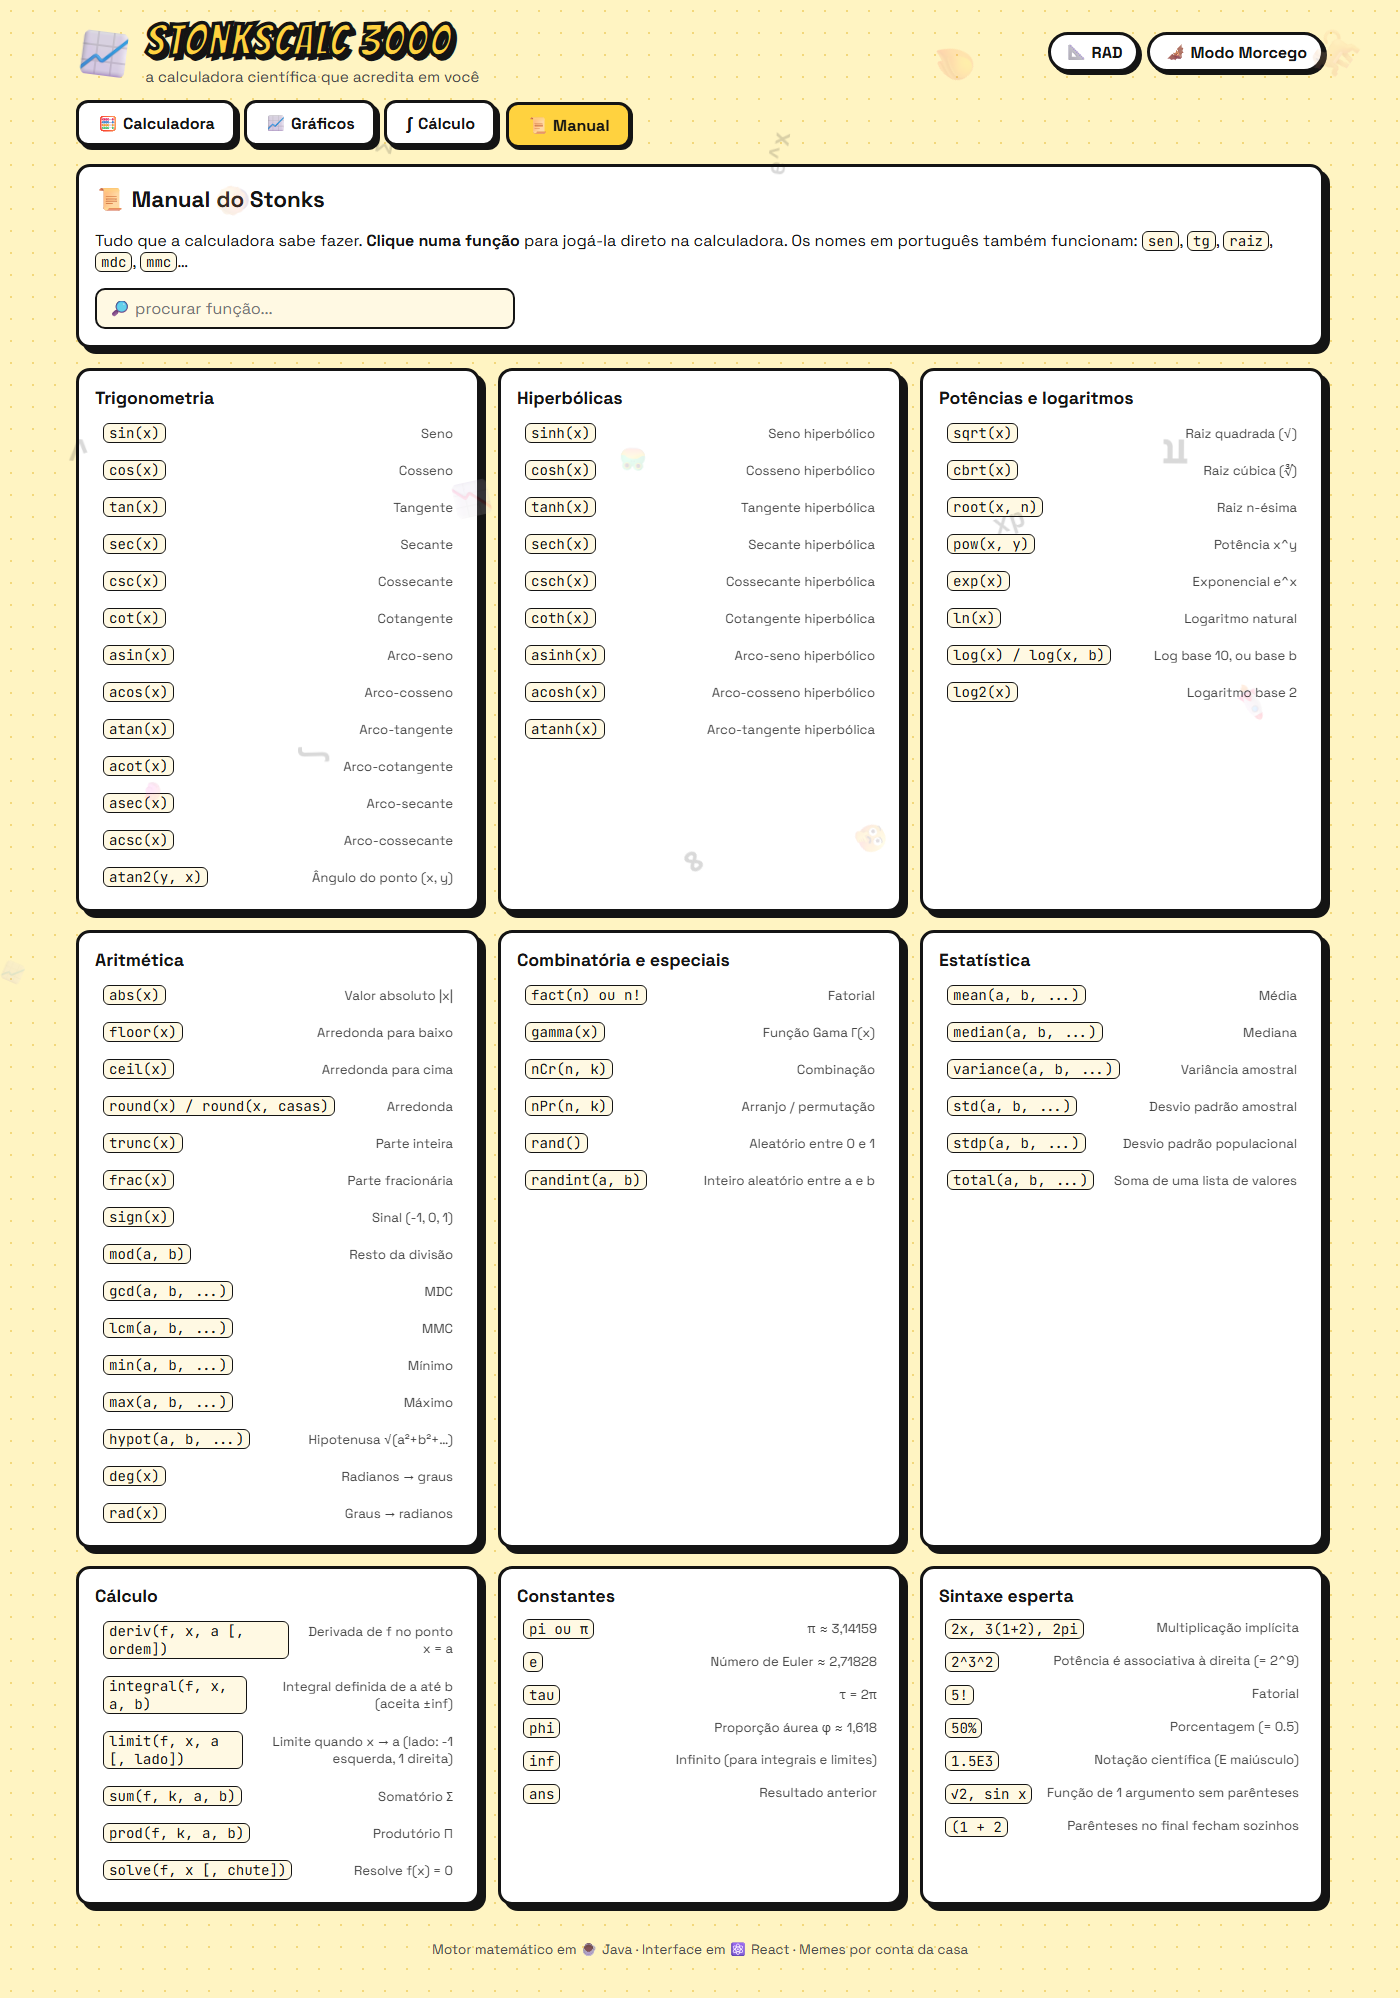 STONKSCALC 3000
a calculadora científica que acredita em você
📐 RAD
🦇 Modo Morcego
🧮 Calculadora
📈 Gráficos
∫ Cálculo
📜 Manual
📜 Manual do Stonks
Tudo que a calculadora sabe fazer. Clique numa função para jogá-la direto na calculadora. Os nomes em português também funcionam: sen, tg, raiz,
mdc, mmc...
🔎 procurar função...
Trigonometria
sin(x) Seno
cos(x) Cosseno
tan(x) Tangente
sec(x) Secante
csc(x) Cossecante
cot(x) Cotangente
asin(x) Arco-seno
acos(x) Arco-cosseno
atan(x) Arco-tangente
acot(x) Arco-cotangente
asec(x) Arco-secante
acsc(x) Arco-cossecante
atan2(y, x) Ângulo do ponto (x, y)
Hiperbólicas
sinh(x) Seno hiperbólico
cosh(x) Cosseno hiperbólico
tanh(x) Tangente hiperbólica
sech(x) Secante hiperbólica
csch(x) Cossecante hiperbólica
coth(x) Cotangente hiperbólica
asinh(x) Arco-seno hiperbólico
acosh(x) Arco-cosseno hiperbólico
atanh(x) Arco-tangente hiperbólica
Potências e logaritmos
sqrt(x) Raiz quadrada (√)
cbrt(x) Raiz cúbica (∛)
root(x, n) Raiz n-ésima
pow(x, y) Potência x^y
exp(x) Exponencial e^x
ln(x) Logaritmo natural
log(x) / log(x, b) Log base 10, ou base b
log2(x) Logaritmo base 2
Aritmética
abs(x) Valor absoluto |x|
floor(x) Arredonda para baixo
ceil(x) Arredonda para cima
round(x) / round(x, casas) Arredonda
trunc(x) Parte inteira
frac(x) Parte fracionária
sign(x) Sinal (-1, 0, 1)
mod(a, b) Resto da divisão
gcd(a, b, ...) MDC
lcm(a, b, ...) MMC
min(a, b, ...) Mínimo
max(a, b, ...) Máximo
hypot(a, b, ...) Hipotenusa √(a²+b²+...)
deg(x) Radianos → graus
rad(x) Graus → radianos
Combinatória e especiais
fact(n) ou n! Fatorial
gamma(x) Função Gama Γ(x)
nCr(n, k) Combinação
nPr(n, k) Arranjo / permutação
rand() Aleatório entre 0 e 1
randint(a, b) Inteiro aleatório entre a e b
Estatística
mean(a, b, ...) Média
median(a, b, ...) Mediana
variance(a, b, ...) Variância amostral
std(a, b, ...) Desvio padrão amostral
stdp(a, b, ...) Desvio padrão populacional
total(a, b, ...) Soma de uma lista de valores
Cálculo
deriv(f, x, a [, Derivada de f no ponto
ordem]) x = a
integral(f, x, Integral definida de a até b
a, b) (aceita ±inf)
limit(f, x, a Limite quando x → a (lado: -1
[, lado]) esquerda, 1 direita)
sum(f, k, a, b) Somatório Σ
prod(f, k, a, b) Produtório Π
solve(f, x [, chute]) Resolve f(x) = 0
Constantes
pi ou π π ≈ 3,14159
e Número de Euler ≈ 2,71828
tau τ = 2π
phi Proporção áurea φ ≈ 1,618
inf Infinito (para integrais e limites)
ans Resultado anterior
Sintaxe esperta
2x, 3(1+2), 2pi Multiplicação implícita
2^3^2 Potência é associativa à direita (= 2^9)
5! Fatorial
50% Porcentagem (= 0.5)
1.5E3 Notação científica (E maiúsculo)
√2, sin x Função de 1 argumento sem parênteses
(1 + 2 Parênteses no final fecham sozinhos
Motor matemático em Java · Interface em ⚛️ React · Memes por conta da casa